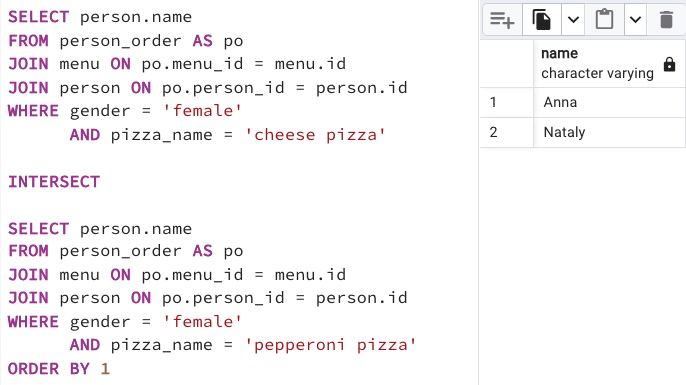 SELECT person.name
FROM person_order AS po
JOIN menu ON po.menu_id = menu.id
JOIN person ON po.person_id = person.id
WHERE gender = 'female'
AND pizza_name = 'cheese pizza'
INTERSECT
SELECT person.name
FROM person_order AS po
JOIN menu ON po.menu_id = menu.id
JOIN person ON po.person_id = person.id
WHERE gender = 'female'
AND pizza_name = 'pepperoni pizza'
ORDER BY 1
name
character varying
1 Anna
2 Nataly